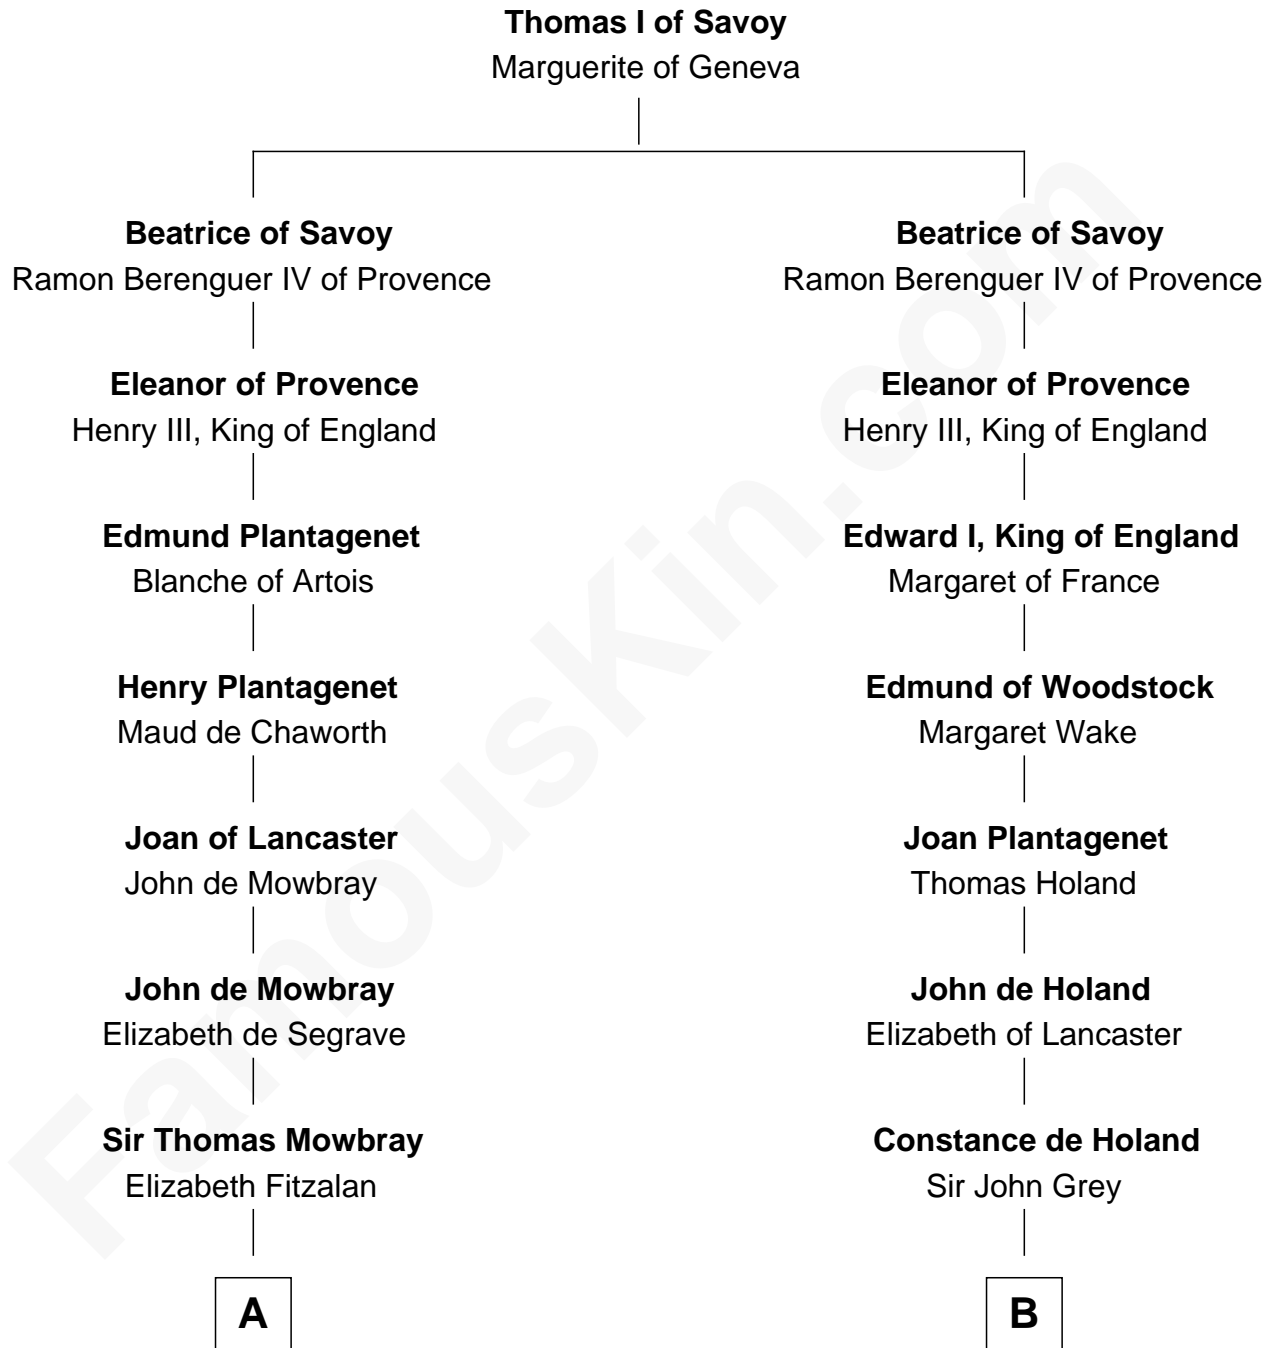 Thomas I of Savoy
Marguerite of Geneva
Beatrice of Savoy
Ramon Berenguer IV of Provence
Eleanor of Provence
Henry III, King of England
Edmund Plantagenet
Blanche of Artois
Henry Plantagenet
Maud de Chaworth
Joan of Lancaster
John de Mowbray
John de Mowbray
Elizabeth de Segrave
Sir Thomas Mowbray
Elizabeth Fitzalan
A
Beatrice of Savoy
Ramon Berenguer IV of Provence
Eleanor of Provence
Henry III, King of England
Edward I, King of England
Margaret of France
Edmund of Woodstock
Margaret Wake
Joan Plantagenet
Thomas Holand
John de Holand
Elizabeth of Lancaster
Constance de Holand
Sir John Grey
B
FamousKin.com